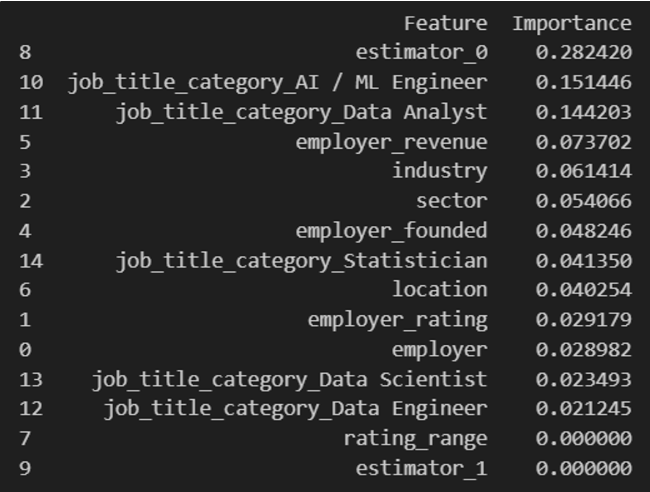 Feature Importance
8 estimator_0 0.282420
10 job_title_category_AI / ML Engineer 0.151446
11 job_title_category_Data Analyst 0.144203
5 employer_revenue 0.073702
3 industry 0.061414
2 sector 0.054066
4 employer_founded 0.048246
14 job_title_category_Statistician 0.041350
6 location 0.040254
1 employer_rating 0.029179
0 employer 0.028982
13 job_title_category_Data Scientist 0.023493
12 job_title_category_Data Engineer 0.021245
7 rating_range 0.000000
9 estimator_1 0.000000